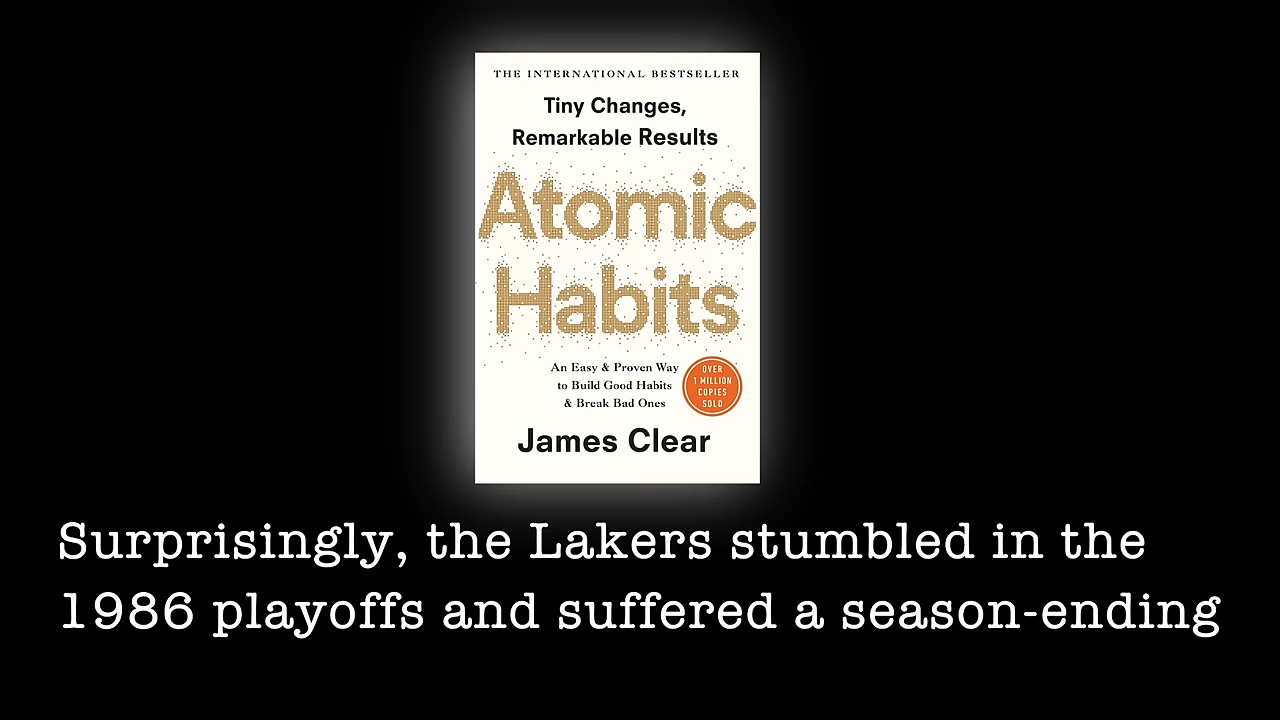 THE INTERNATIONAL BESTSELLER
Tiny Changes,
Remarkable Results
Atomic
Habits
An Easy & Proven Way
to Build Good Habits
& Break Bad Ones
OVER
1 MILLION
COPIES
SOLD
James Clear
Surprisingly, the Lakers stumbled in the
1986 playoffs and suffered a season-ending